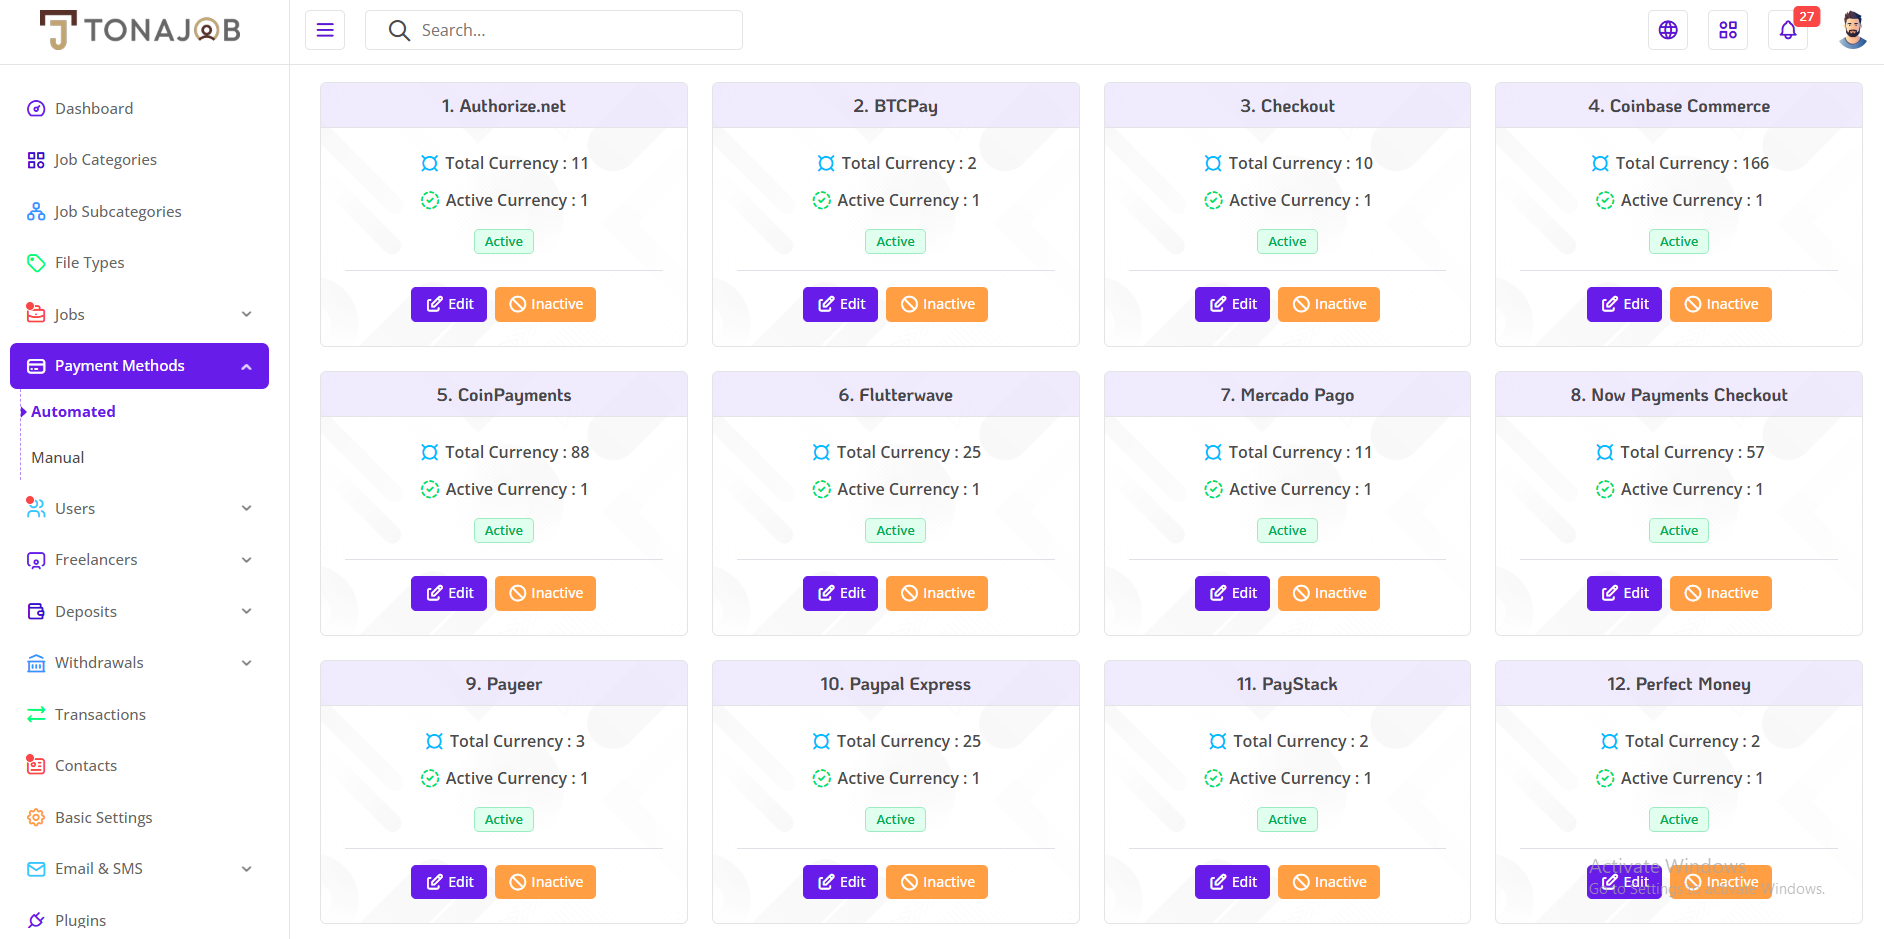 TONAJOB
Search...
27
Dashboard
Job Categories
Job Subcategories
File Types
Jobs
Payment Methods
Automated
Manual
Users
Freelancers
Deposits
Withdrawals
Transactions
Contacts
Basic Settings
Email & SMS
Plugins
1. Authorize.net
Total Currency : 11
Active Currency : 1
Active
Edit
Inactive
2. BTCPay
Total Currency : 2
Active Currency : 1
Active
Edit
Inactive
3. Checkout
Total Currency : 10
Active Currency : 1
Active
Edit
Inactive
4. Coinbase Commerce
Total Currency : 166
Active Currency : 1
Active
Edit
Inactive
5. CoinPayments
Total Currency : 88
Active Currency : 1
Active
Edit
Inactive
6. Flutterwave
Total Currency : 25
Active Currency : 1
Active
Edit
Inactive
7. Mercado Pago
Total Currency : 11
Active Currency : 1
Active
Edit
Inactive
8. Now Payments Checkout
Total Currency : 57
Active Currency : 1
Active
Edit
Inactive
9. Payeer
Total Currency : 3
Active Currency : 1
Active
Edit
Inactive
10. Paypal Express
Total Currency : 25
Active Currency : 1
Active
Edit
Inactive
11. PayStack
Total Currency : 2
Active Currency : 1
Active
Edit
Inactive
12. Perfect Money
Total Currency : 2
Active Currency : 1
Active
Edit
Inactive
Activate Windows
Go to Settings to activate Windows.